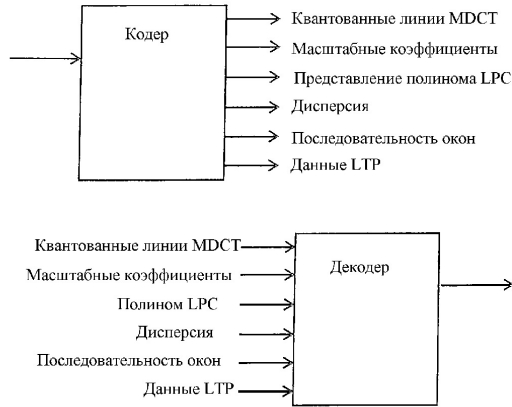 Кодер
Квантованные линии MDCT
Масштабные коэффициенты
Представление полинома LPC
Дисперсия
Последовательность окон
Данные LTP
Декодер
Квантованные линии MDCT
Масштабные коэффициенты
Полином LPC
Дисперсия
Последовательность окон
Данные LTP